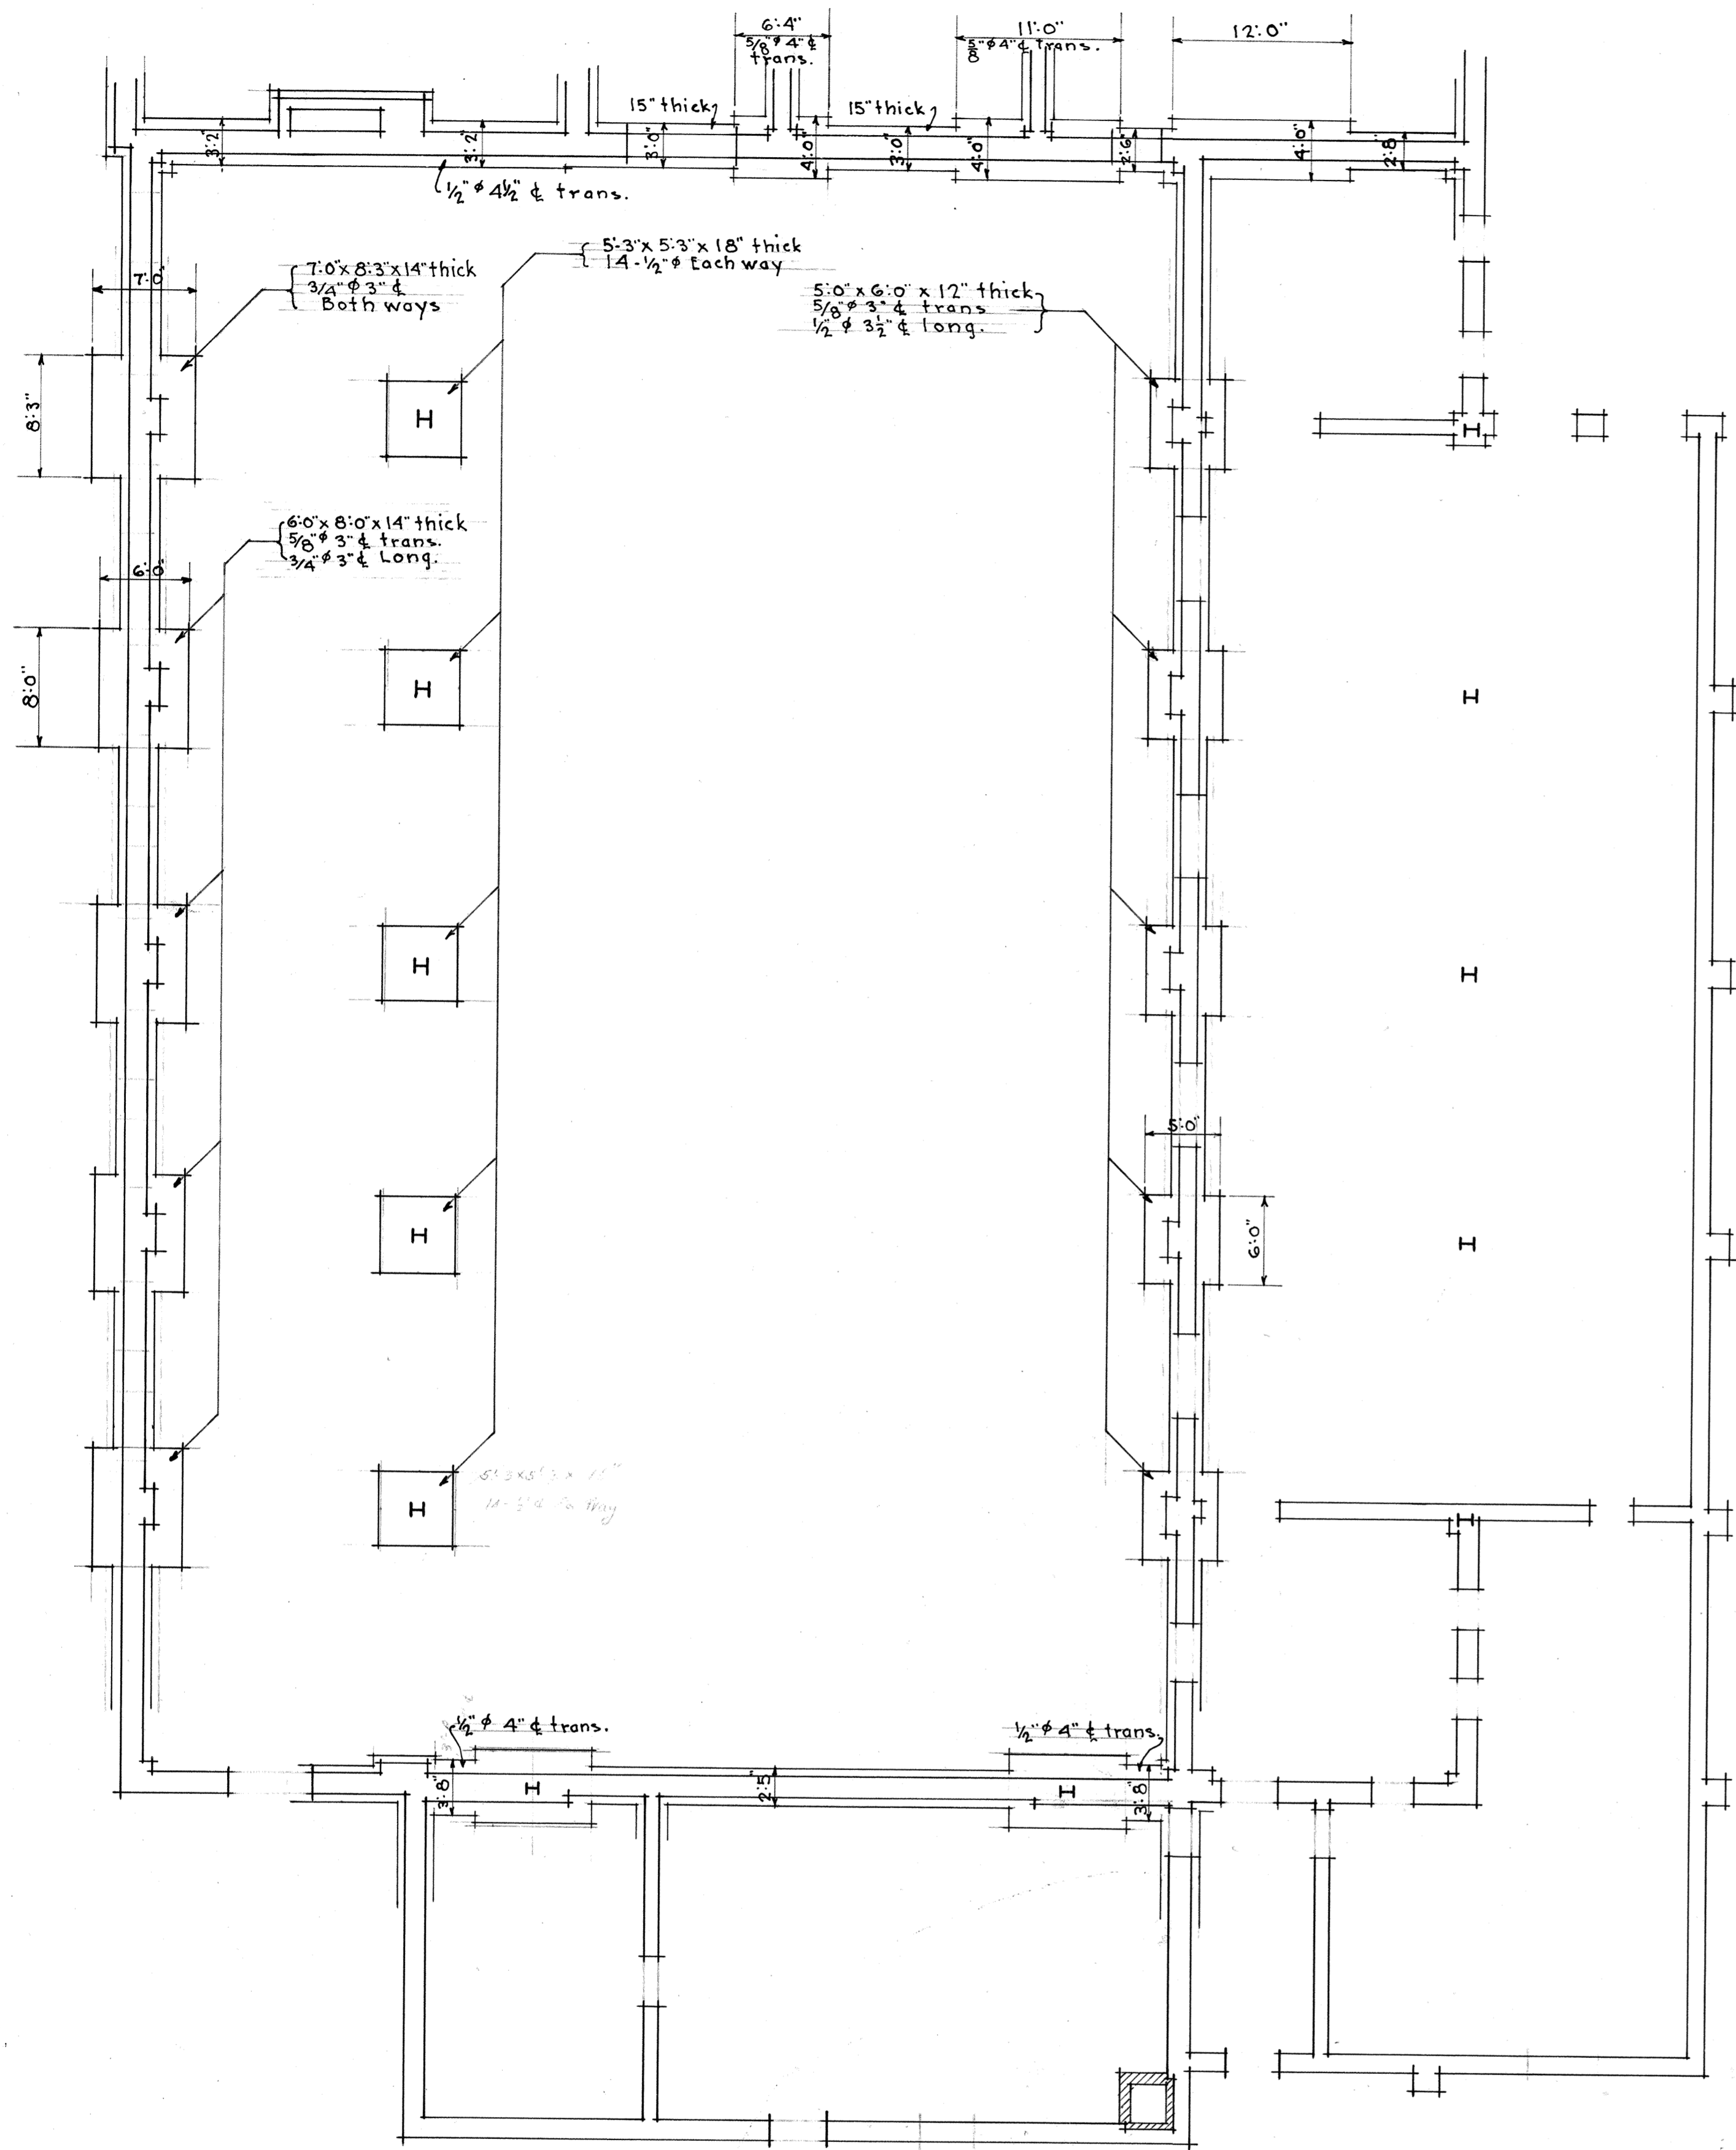 6'-4"
5/8" φ 4" ℄
trans.
11'-0"
5/8" φ 4" ℄ trans.
12'-0"
15" thick
15" thick
3'-2"
3'-2"
3'-0"
4'-0"
3'-0"
4'-0"
2'-6"
4'-0"
2'-8"
1/2" φ 4 1/2" ℄ trans.
7'-0"
7'-0" x 8'-3" x 14" thick
3/4" φ 3" ℄
Both ways
5'-3" x 5'-3" x 18" thick
14-1/2" φ Each way
5'-0" x 6'-0" x 12" thick
5/8" φ 3" ℄ trans
1/2" φ 3 1/2" ℄ long.
8'-3"
H
H
6'-0" x 8'-0" x 14" thick
5/8" φ 3" ℄ trans.
3/4" φ 3" ℄ Long.
6'-0"
8'-0"
H
H
H
H
5'-0"
6'-0"
H
H
H
H
1/2" φ 4" ℄ trans.
1/2" φ 4" ℄ trans.
3'-8"
H
2'-5"
H
3'-8"